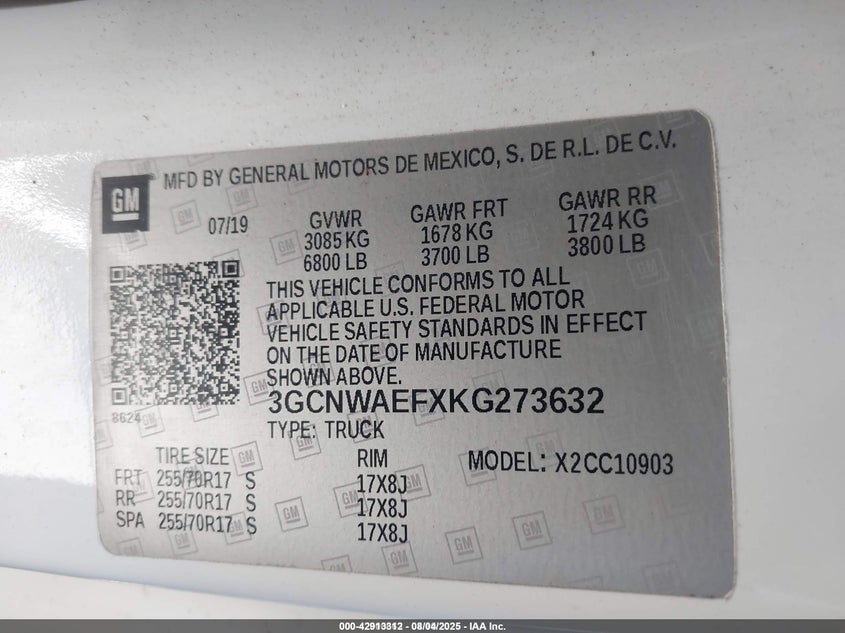 GM MFD BY GENERAL MOTORS DE MEXICO, S. DE R.L. DE C.V.
07/19 GVWR GAWR FRT GAWR RR
3085 KG 1678 KG 1724 KG
6800 LB 3700 LB 3800 LB
THIS VEHICLE CONFORMS TO ALL
APPLICABLE U.S. FEDERAL MOTOR
VEHICLE SAFETY STANDARDS IN EFFECT
ON THE DATE OF MANUFACTURE
SHOWN ABOVE.
8624 3GCNWAEFXKG273632
TYPE: TRUCK
TIRE SIZE RIM MODEL: X2CC10903
FRT 255/70R17 S 17X8J
RR 255/70R17 S 17X8J
SPA 255/70R17 S 17X8J
000-42913312 - 08/04/2025 - IAA Inc.